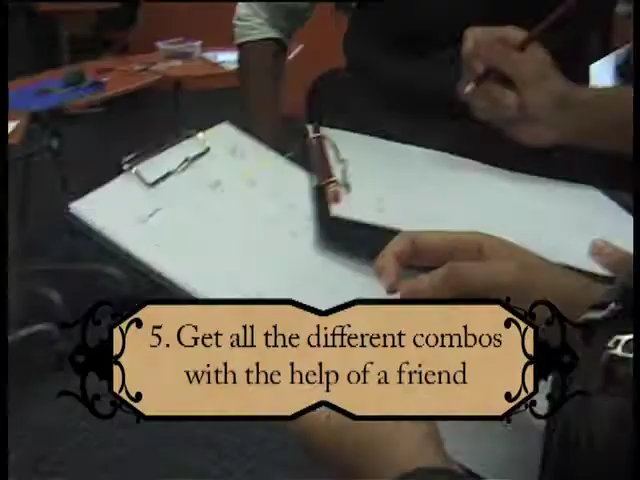 5. Get all the different combos
with the help of a friend